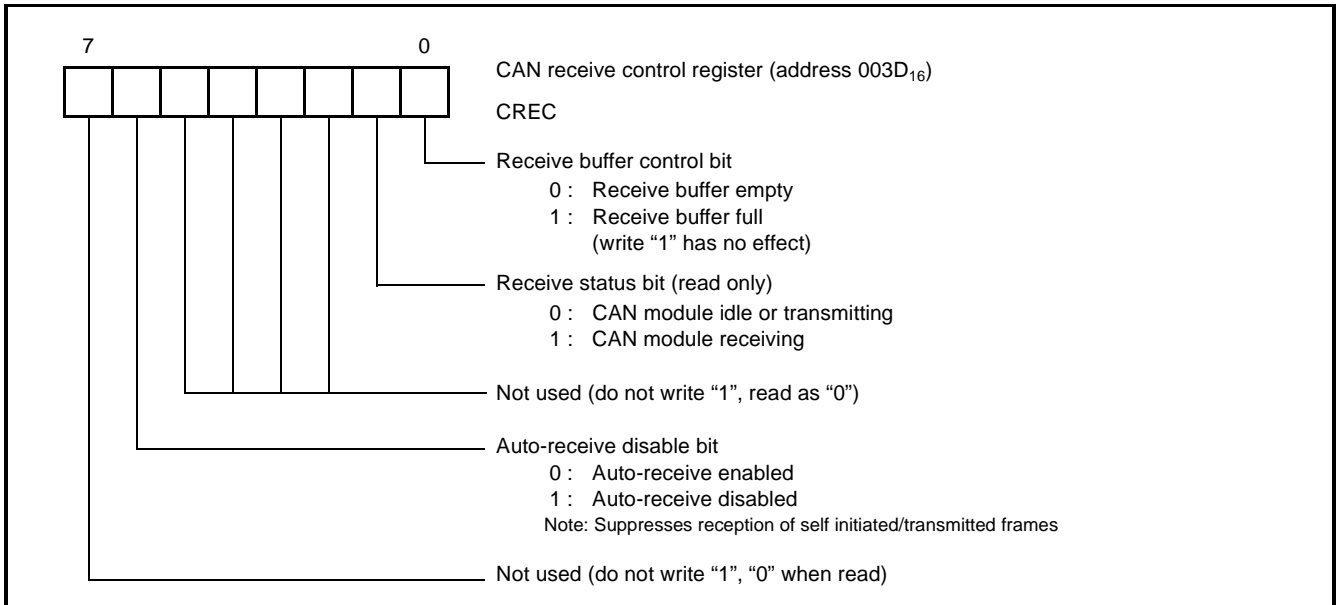 7 0
CAN receive control register (address 003D₁₆)
CREC
Receive buffer control bit
0 : Receive buffer empty
1 : Receive buffer full
(write “1” has no effect)
Receive status bit (read only)
0 : CAN module idle or transmitting
1 : CAN module receiving
Not used (do not write “1”, read as “0”)
Auto-receive disable bit
0 : Auto-receive enabled
1 : Auto-receive disabled
Note: Suppresses reception of self initiated/transmitted frames
Not used (do not write “1”, “0” when read)